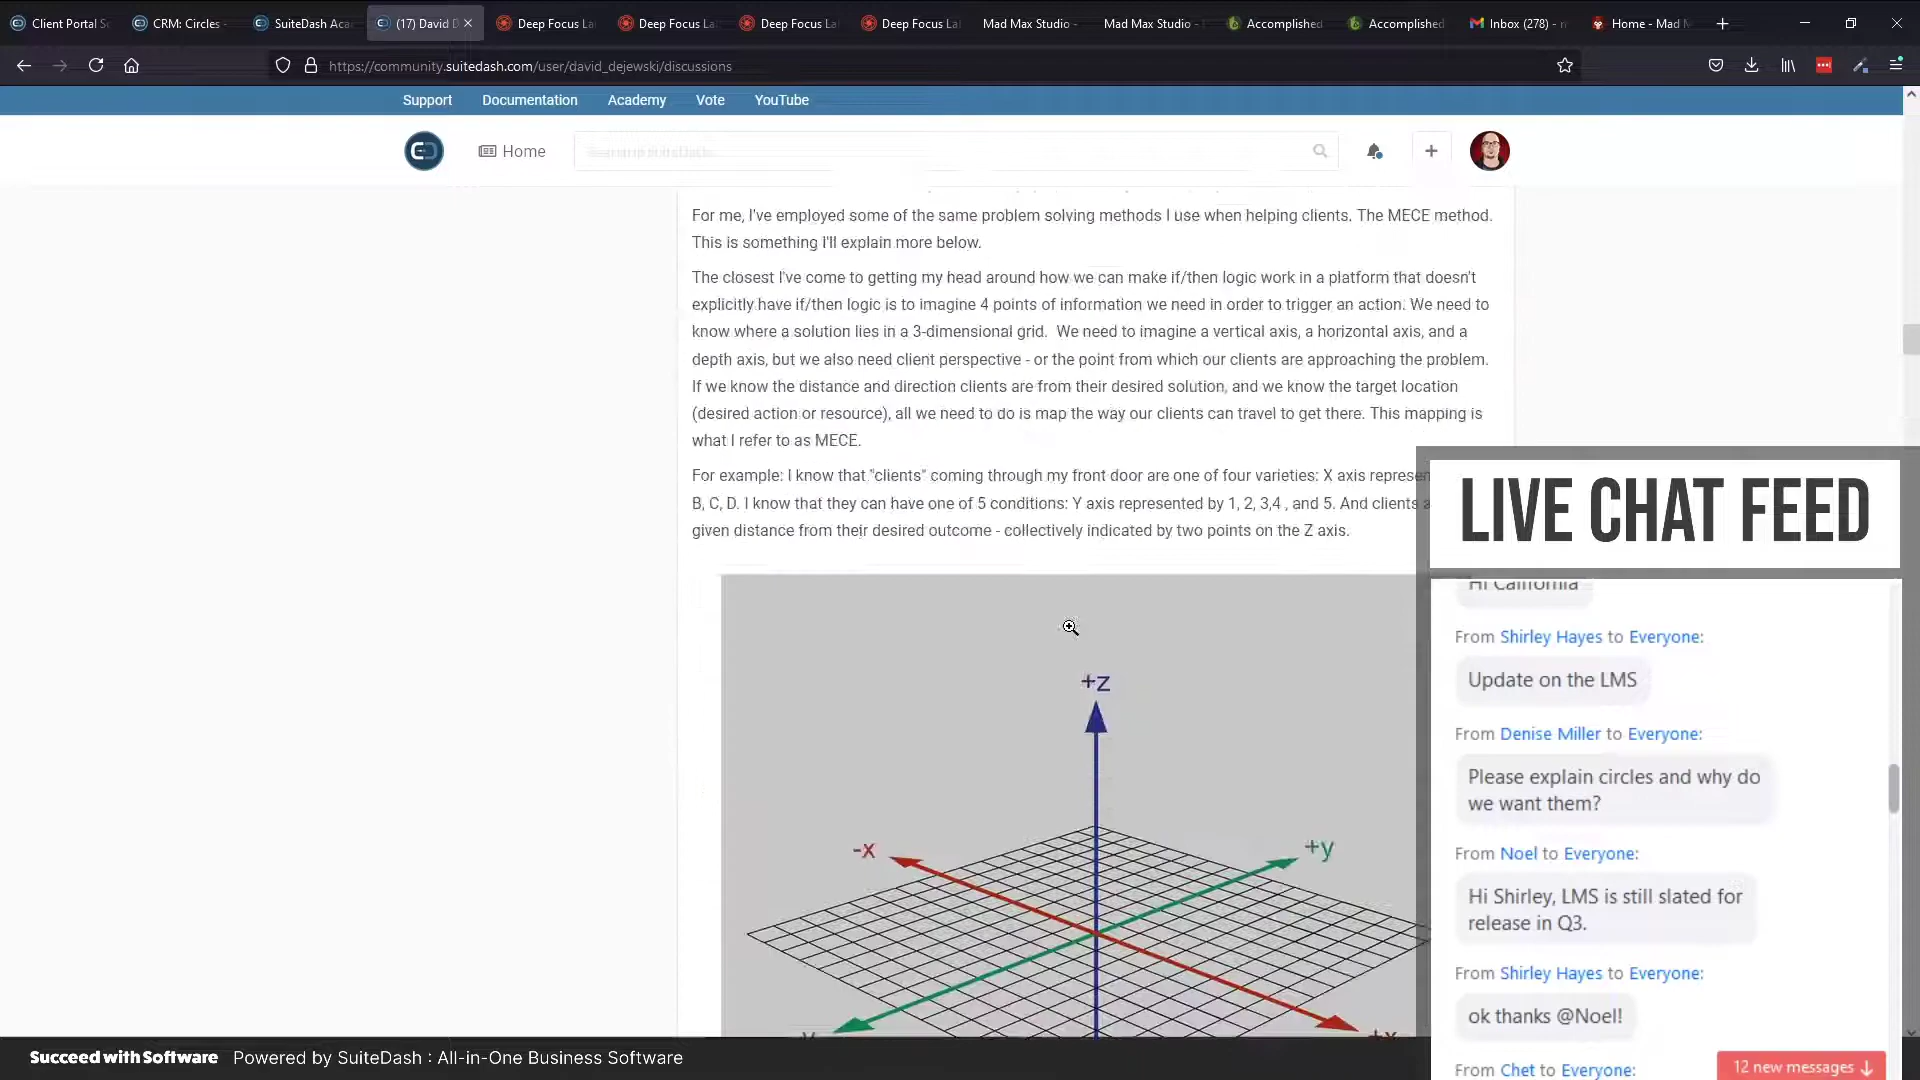 Client Portal So
CRM: Circles -
SuiteDash Aca
(17) David D
Deep Focus La
Deep Focus La
Deep Focus La
Deep Focus La
Mad Max Studio -
Mad Max Studio -
Accomplished
Accomplished
Inbox (278) -
Home - Mad M
https://community.suitedash.com/user/david_dejewski/discussions
Support Documentation Academy Vote YouTube
Home
For me, I've employed some of the same problem solving methods I use when helping clients. The MECE method.
This is something I'll explain more below.
The closest I've come to getting my head around how we can make if/then logic work in a platform that doesn't
explicitly have if/then logic is to imagine 4 points of information we need in order to trigger an action. We need to
know where a solution lies in a 3-dimensional grid. We need to imagine a vertical axis, a horizontal axis, and a
depth axis, but we also need client perspective - or the point from which our clients are approaching the problem.
If we know the distance and direction clients are from their desired solution, and we know the target location
(desired action or resource), all we need to do is map the way our clients can travel to get there. This mapping is
what I refer to as MECE.
For example: I know that "clients" coming through my front door are one of four varieties: X axis represen
B, C, D. I know that they can have one of 5 conditions: Y axis represented by 1, 2, 3,4 , and 5. And clients a
given distance from their desired outcome - collectively indicated by two points on the Z axis.
+z
-x
+y
LIVE CHAT FEED
Hi California
From Shirley Hayes to Everyone:
Update on the LMS
From Denise Miller to Everyone:
Please explain circles and why do
we want them?
From Noel to Everyone:
Hi Shirley, LMS is still slated for
release in Q3.
From Shirley Hayes to Everyone:
ok thanks @Noel!
From Chet to Everyone:
12 new messages
Succeed with Software Powered by SuiteDash : All-in-One Business Software